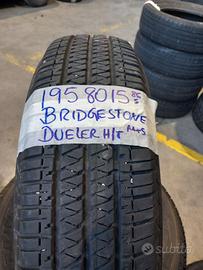 195 80 15 85%
BRIDGESTONE
DUELER H/T M+S
subito